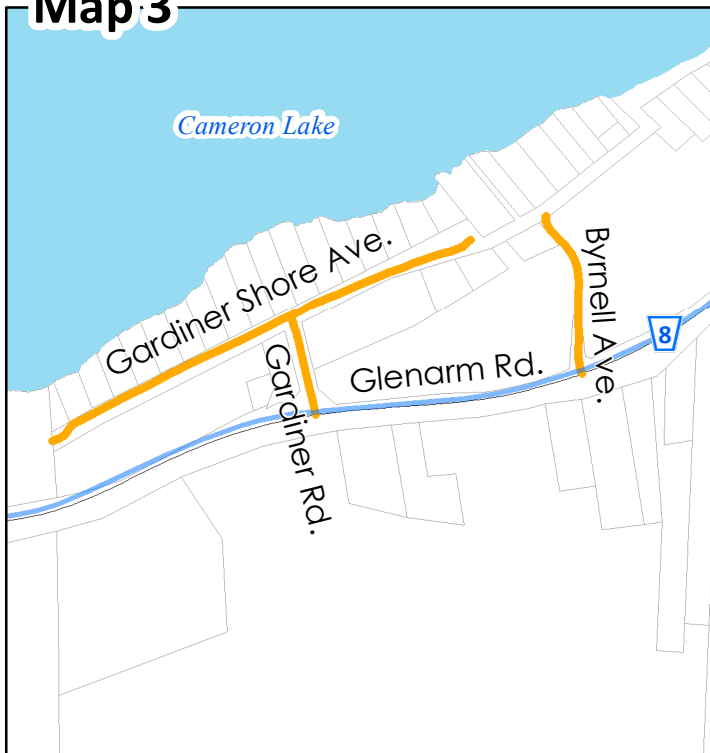 Map 3
Cameron Lake
Gardiner Shore Ave.
Byrnell Ave.
8
Gardiner Rd.
Glenarm Rd.